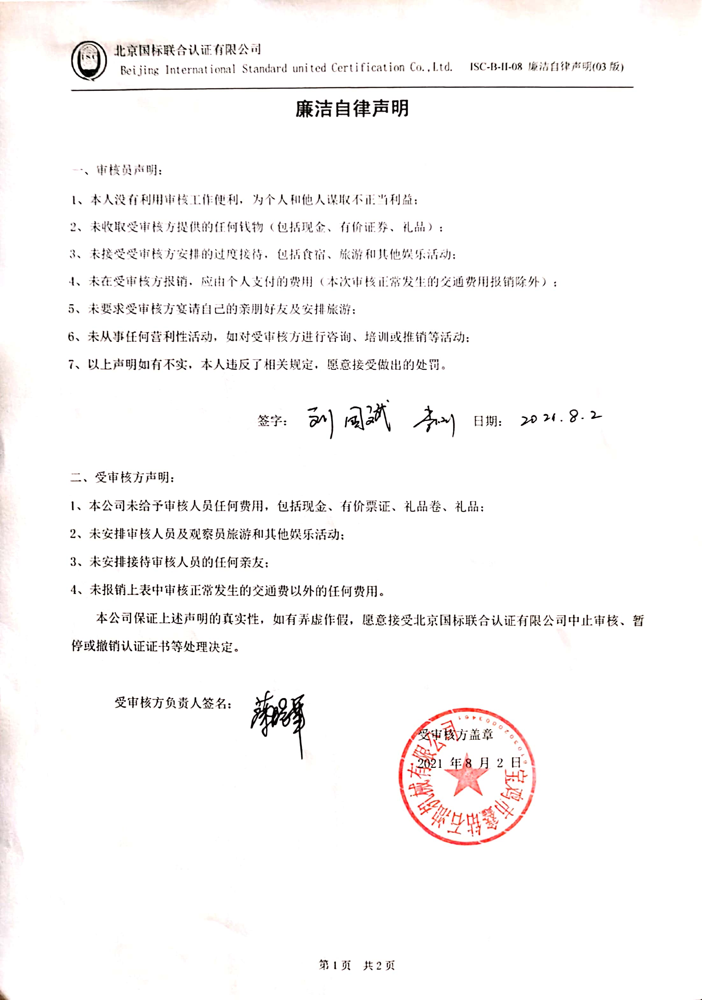 ISC
北京国标联合认证有限公司
Beijing International Standard united Certification Co.,Ltd. ISC-B-II-08 廉洁自律声明(03 版)
廉洁自律声明
一、审核员声明:
1、本人没有利用审核工作便利，为个人和他人谋取不正当利益;
2、未收取受审核方提供的任何钱物（包括现金、有价证券、礼品）;
3、未接受受审核方安排的过度接待，包括食宿、旅游和其他娱乐活动;
4、未在受审核方报销，应由个人支付的费用（本次审核正常发生的交通费用报销除外）;
5、未要求受审核方宴请自己的亲朋好友及安排旅游;
6、未从事任何营利性活动，如对受审核方进行咨询、培训或推销等活动;
7、以上声明如有不实，本人违反了相关规定，愿意接受做出的处罚。
签字: 刘国斌 日期: 2021.8.2
二、受审核方声明:
1、本公司未给予审核人员任何费用，包括现金、有价票证、礼品卷、礼品;
2、未安排审核人员及观察员旅游和其他娱乐活动;
3、未安排接待审核人员的任何亲友;
4、未报销上表中审核正常发生的交通费以外的任何费用。
本公司保证上述声明的真实性，如有弄虚作假，愿意接受北京国标联合认证有限公司中止审核、暂
停或撤销认证证书等处理决定。
受审核方负责人签名:
受审核方盖章
2021 年 8 月 2 日
宝鸡市鑫钻石油机械有限公司
6103020003461
第 1 页 共 2 页